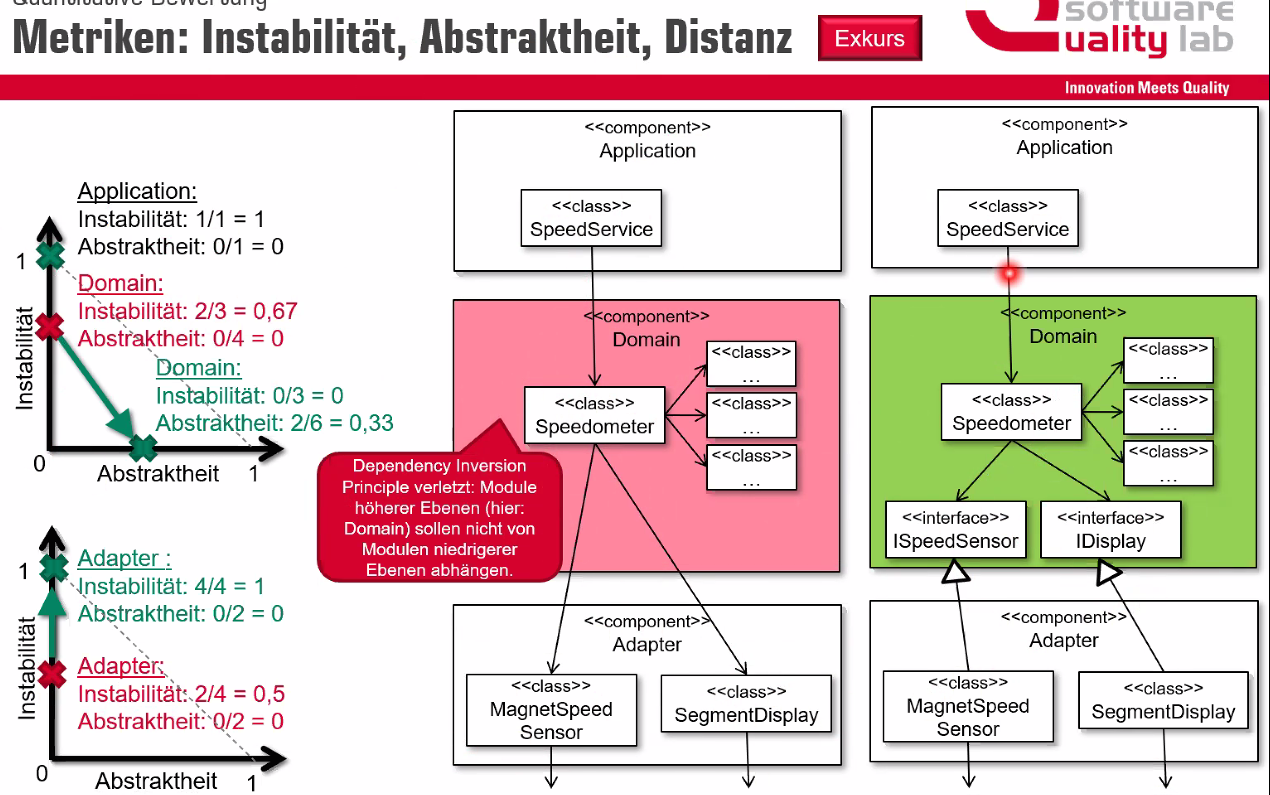 Quantitative Bewertung
Metriken: Instabilität, Abstraktheit, Distanz
Exkurs
software
uality lab
Innovation Meets Quality
Application:
Instabilität: 1/1 = 1
Abstraktheit: 0/1 = 0
Domain:
Instabilität: 2/3 = 0,67
Abstraktheit: 0/4 = 0
Domain:
Instabilität: 0/3 = 0
Abstraktheit: 2/6 = 0,33
1
Instabilität
0
Abstraktheit
1
Adapter :
Instabilität: 4/4 = 1
Abstraktheit: 0/2 = 0
Adapter:
Instabilität: 2/4 = 0,5
Abstraktheit: 0/2 = 0
1
Instabilität
0
Abstraktheit
1
<<component>>
Application
<<class>>
SpeedService
<<component>>
Domain
<<class>>
Speedometer
<<class>>
...
<<class>>
...
<<class>>
...
Dependency Inversion
Principle verletzt: Module
höherer Ebenen (hier:
Domain) sollen nicht von
Modulen niedrigerer
Ebenen abhängen.
<<component>>
Adapter
<<class>>
MagnetSpeed
Sensor
<<class>>
SegmentDisplay
<<component>>
Application
<<class>>
SpeedService
<<component>>
Domain
<<class>>
Speedometer
<<class>>
...
<<class>>
...
<<class>>
...
<<interface>>
ISpeedSensor
<<interface>>
IDisplay
<<component>>
Adapter
<<class>>
MagnetSpeed
Sensor
<<class>>
SegmentDisplay